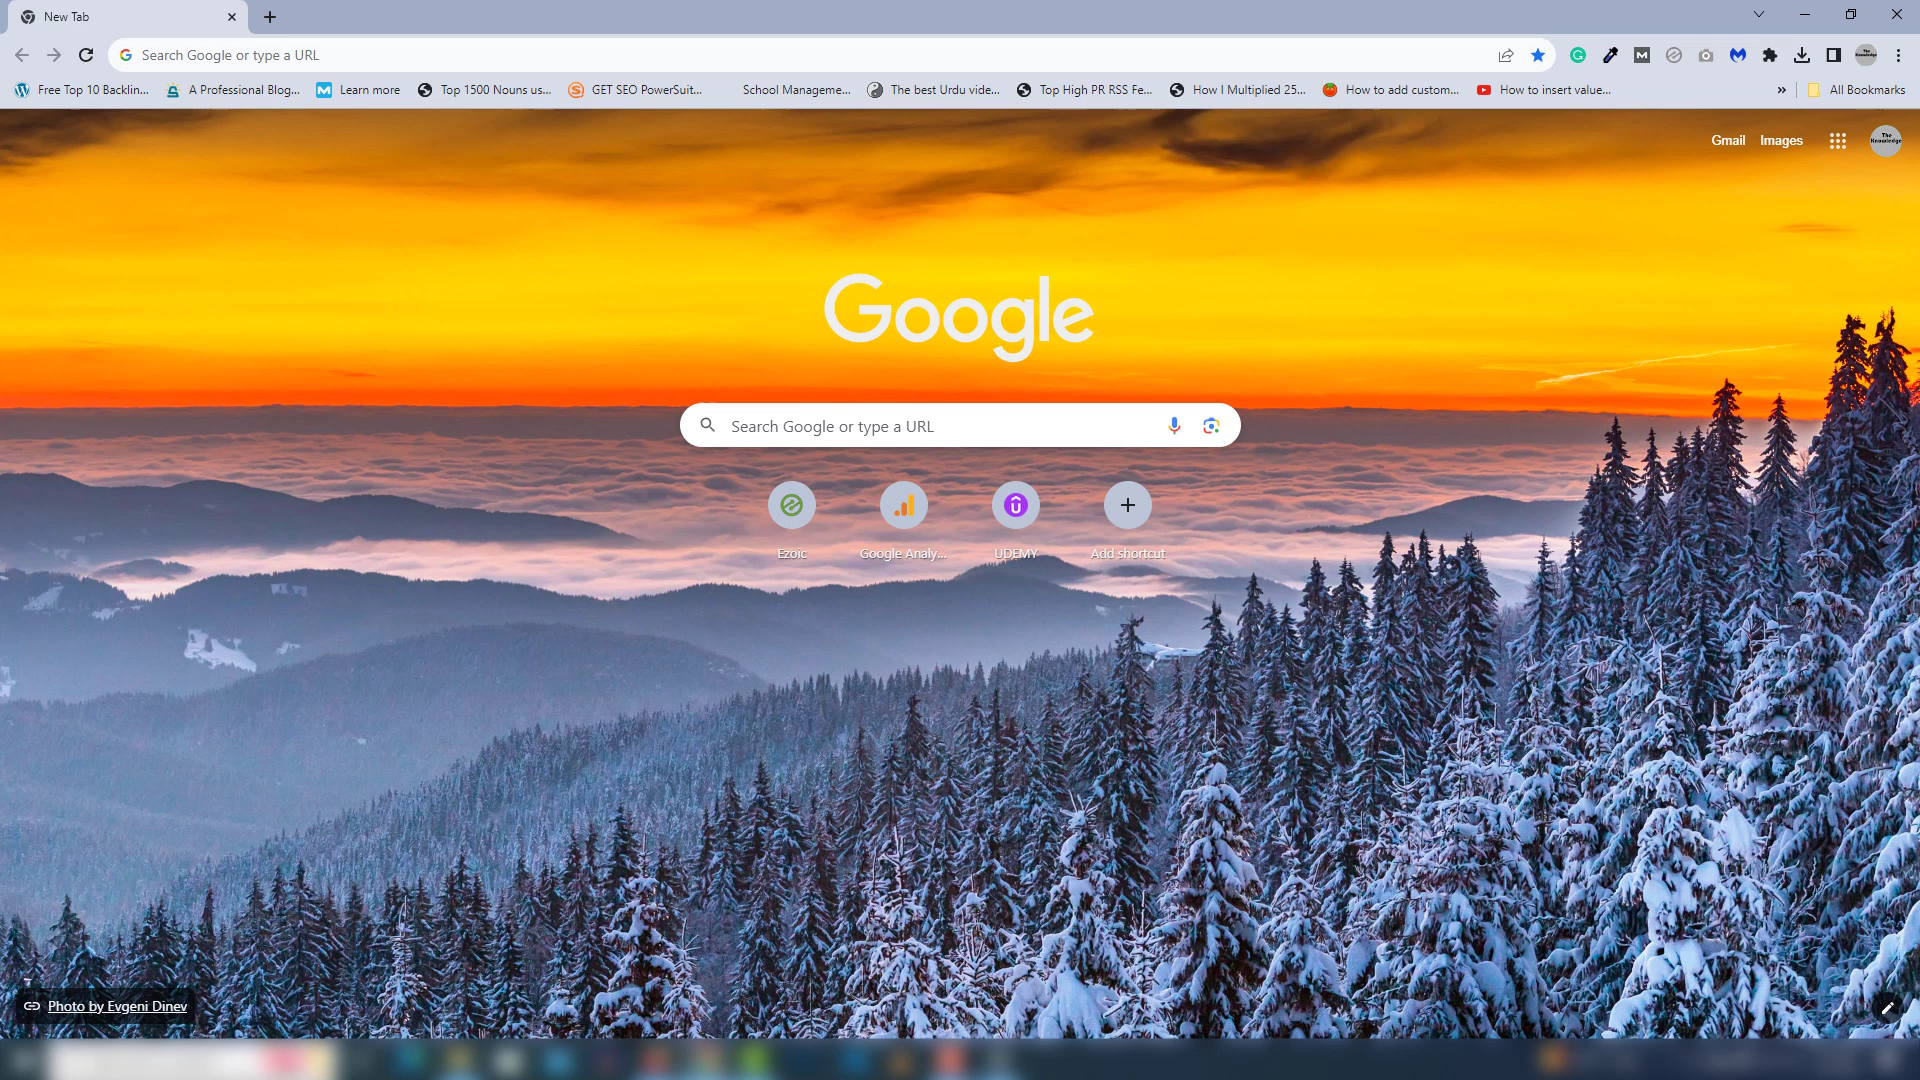 New Tab
Search Google or type a URL
Free Top 10 Backlin...
A Professional Blog...
Learn more
Top 1500 Nouns us...
GET SEO PowerSuit...
School Manageme...
The best Urdu vide...
Top High PR RSS Fe...
How I Multiplied 25...
How to add custom...
How to insert value...
All Bookmarks
Gmail
Images
The
Knowledge
Google
Search Google or type a URL
Ezoic
Google Analy...
UDEMY
Add shortcut
Photo by Evgeni Dinev